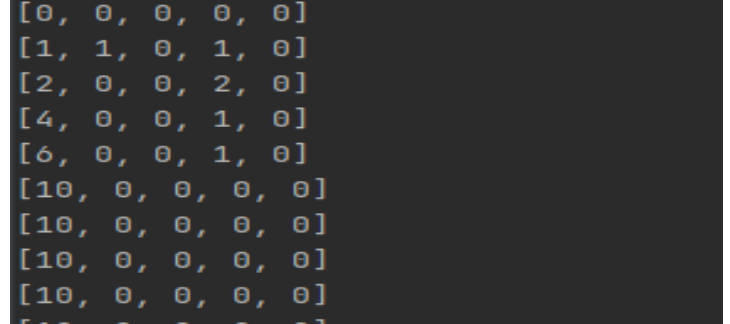 [0, 0, 0, 0, 0]
[1, 1, 0, 1, 0]
[2, 0, 0, 2, 0]
[4, 0, 0, 1, 0]
[6, 0, 0, 1, 0]
[10, 0, 0, 0, 0]
[10, 0, 0, 0, 0]
[10, 0, 0, 0, 0]
[10, 0, 0, 0, 0]